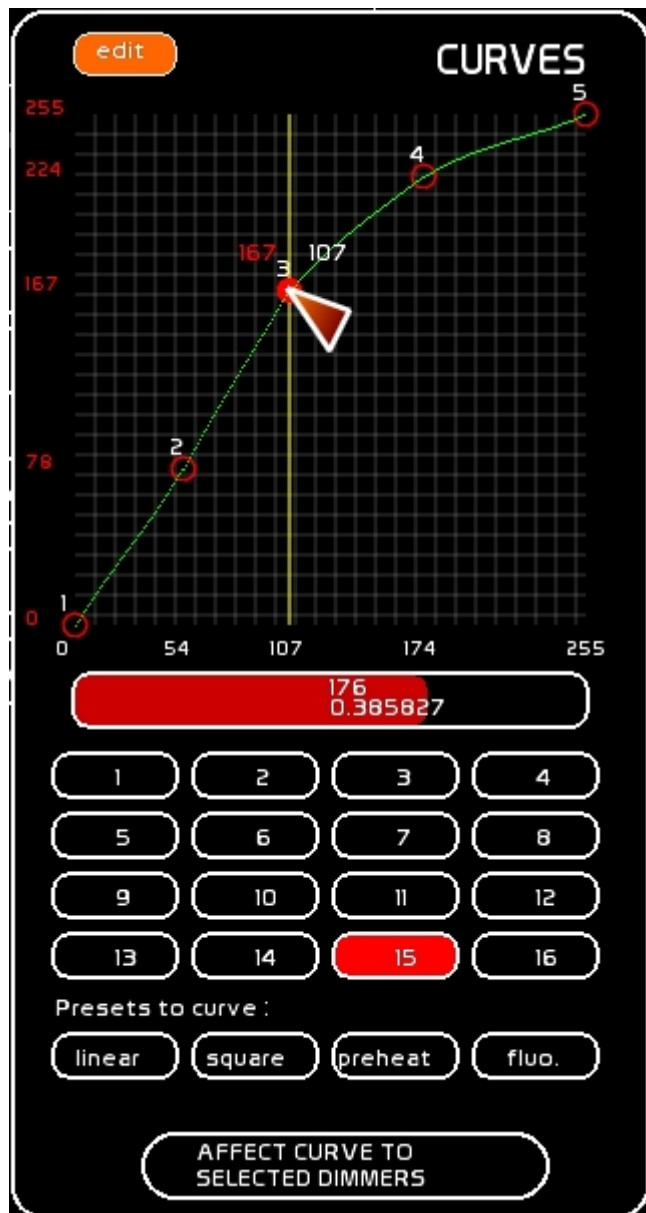 edit
CURVES
255
5
224
4
167 107
3
167
78
2
1
0
0 54 107 174 255
176
0.385827
1 2 3 4
5 6 7 8
9 10 11 12
13 14 15 16
Presets to curve :
linear square preheat fluo.
AFFECT CURVE TO
SELECTED DIMMERS